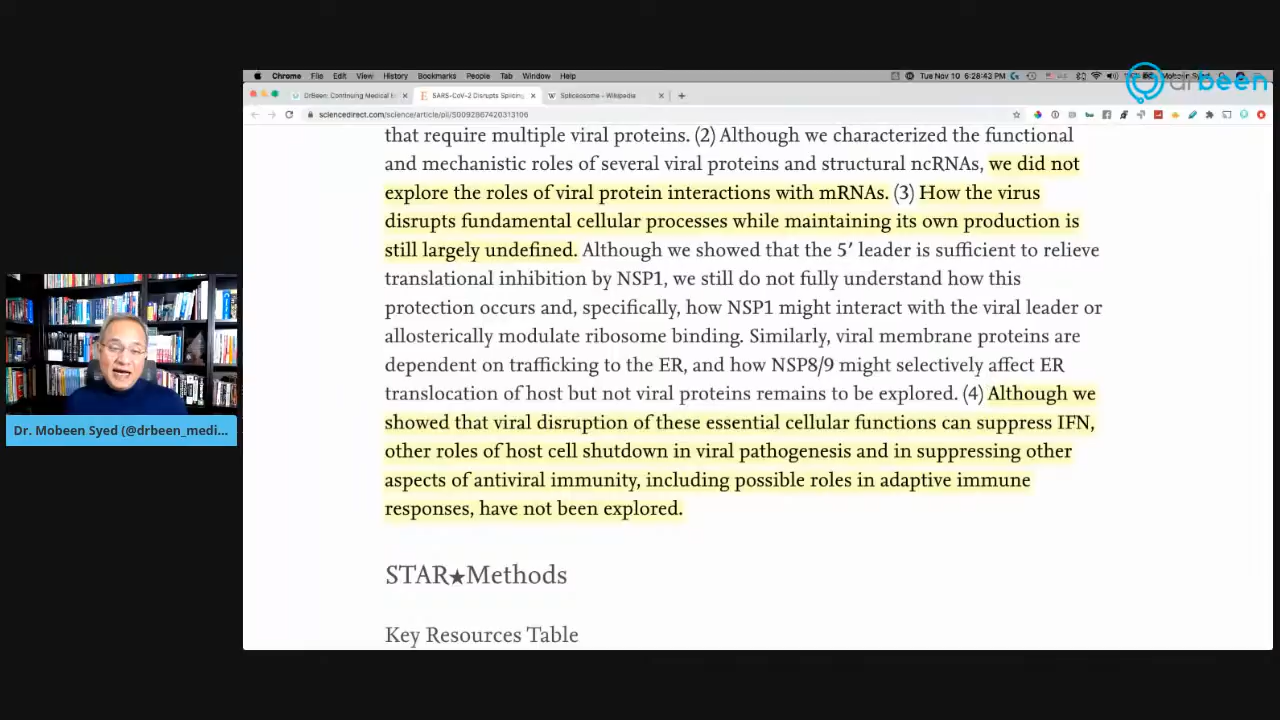 drbeen
Chrome File Edit View History Bookmarks People Tab Window Help
Tue Nov 10 6:28:43 PM
DrBeen: Continuing Medical
SARS-CoV-2 Disrupts Splicing
Spliceosome - Wikipedia
sciencedirect.com/science/article/pii/S0092867420313106
that require multiple viral proteins. (2) Although we characterized the functional
and mechanistic roles of several viral proteins and structural ncRNAs, we did not
explore the roles of viral protein interactions with mRNAs. (3) How the virus
disrupts fundamental cellular processes while maintaining its own production is
still largely undefined. Although we showed that the 5′ leader is sufficient to relieve
translational inhibition by NSP1, we still do not fully understand how this
protection occurs and, specifically, how NSP1 might interact with the viral leader or
allosterically modulate ribosome binding. Similarly, viral membrane proteins are
dependent on trafficking to the ER, and how NSP8/9 might selectively affect ER
translocation of host but not viral proteins remains to be explored. (4) Although we
showed that viral disruption of these essential cellular functions can suppress IFN,
other roles of host cell shutdown in viral pathogenesis and in suppressing other
aspects of antiviral immunity, including possible roles in adaptive immune
responses, have not been explored.
STAR★Methods
Key Resources Table
Dr. Mobeen Syed (@drbeen_medi...